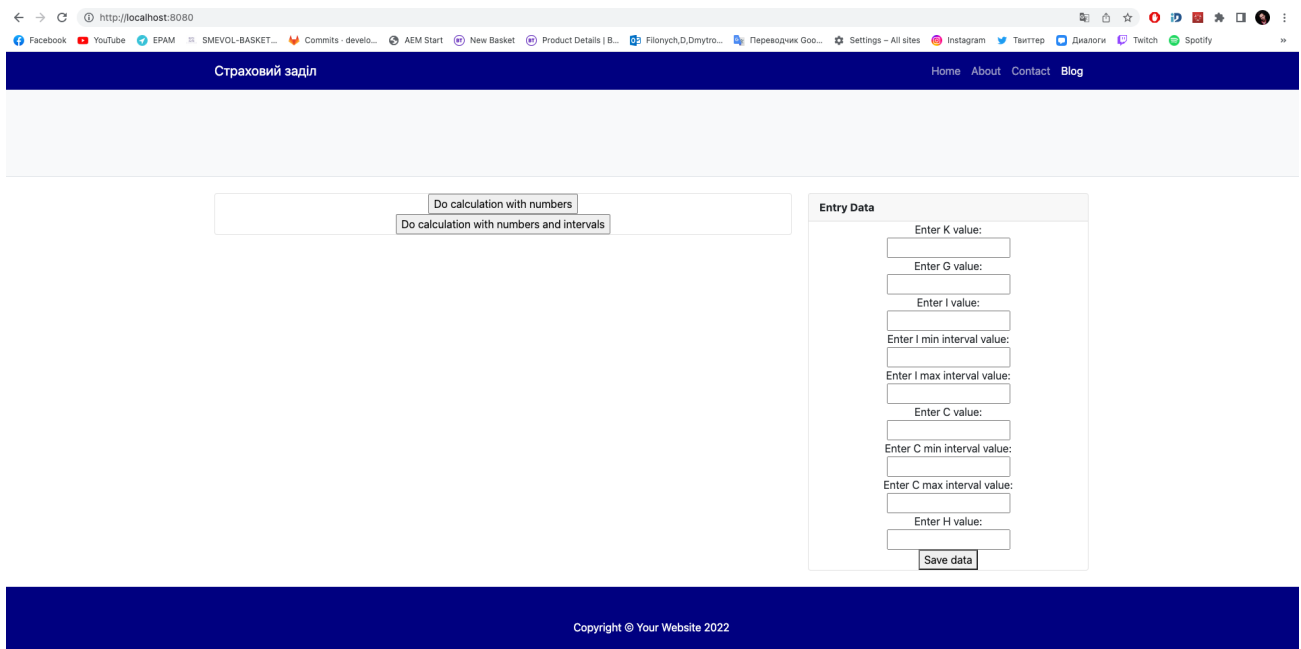 http://localhost:8080
Facebook YouTube EPAM SMEVOL-BASKET... Commits · develo... AEM Start New Basket Product Details | B... Filonych,D,Dmytro... Переводчик Goo... Settings – All sites Instagram Твиттер Диалоги Twitch Spotify »
Страховий заділ Home About Contact Blog
Do calculation with numbers
Do calculation with numbers and intervals
Entry Data
Enter K value:
Enter G value:
Enter I value:
Enter I min interval value:
Enter I max interval value:
Enter C value:
Enter C min interval value:
Enter C max interval value:
Enter H value:
Save data
Copyright © Your Website 2022